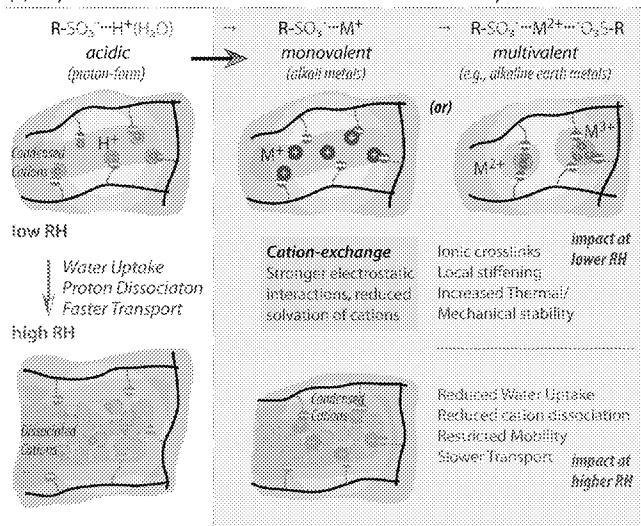 R-SO₃⁻···H⁺(H₂O) → R-SO₃⁻···M⁺ → R-SO₃⁻···M²⁺···⁻O₃S-R
acidic
(proton-form)
monovalent
(alkali metals)
multivalent
(e.g., alkaline earth metals)
(or)
Condensed
Cations
H⁺
M⁺
M²⁺
M³⁺
low RH
Water Uptake
Proton Dissociaton
Faster Transport
high RH
Cation-exchange
Stronger electrostatic
interactions, reduced
solvation of cations
Ionic crosslinks
Local stiffening
Increased Thermal/
Mechanical stability
impact at
lower RH
Dissociated
Cations
Condensed
Cations
Reduced Water Uptake
Reduced cation dissociation
Restricted Mobility
Slower Transport
impact at
higher RH